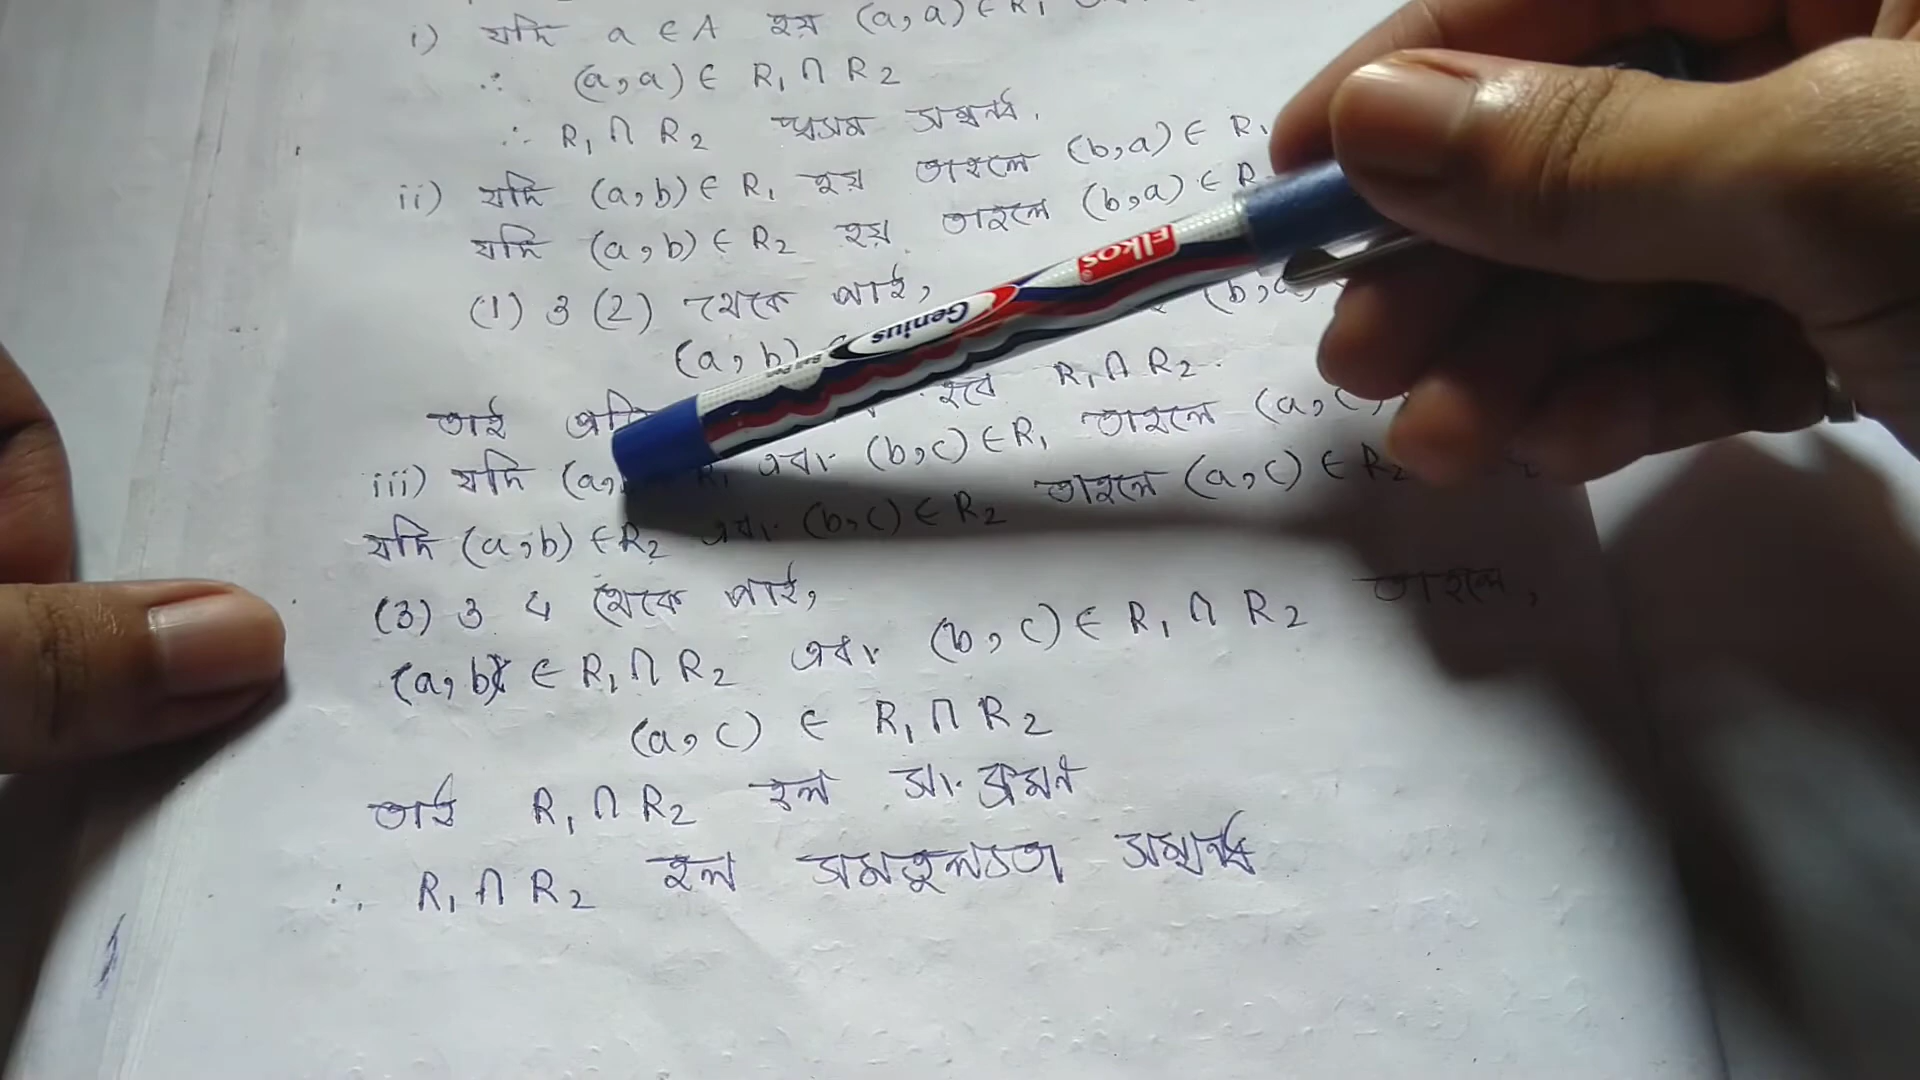 i) যদি a ∈ A হয় (a, a) ∈ R₁
∴ (a, a) ∈ R₁ ∩ R₂
∴ R₁ ∩ R₂ স্বসম সম্বন্ধ.
ii) যদি (a, b) ∈ R₁ হয় তাহলে (b, a) ∈ R₁
যদি (a, b) ∈ R₂ হয়. তাহলে (b, a) ∈ R
(1) ও (2) থেকে পাই,
(a, b) (b, a,
তাই হবে R₁ ∩ R₂.
iii) যদি (a, R₁ এবং (b, c) ∈ R₁ তাহলে (a, c)
যদি (a, b) ∈ R₂ এবং (b, c) ∈ R₂ তাহলে (a, c) ∈ R₂
(3) ও ৪ থেকে পাই,
(a, b) ∈ R₁ ∩ R₂ এবং (b, c) ∈ R₁ ∩ R₂ তাহলে,
(a, c) ∈ R₁ ∩ R₂
তাই R₁ ∩ R₂ হল সংক্রমণ
∴ R₁ ∩ R₂ হল সমতুল্যতা সম্বন্ধ
Elkos
Genius